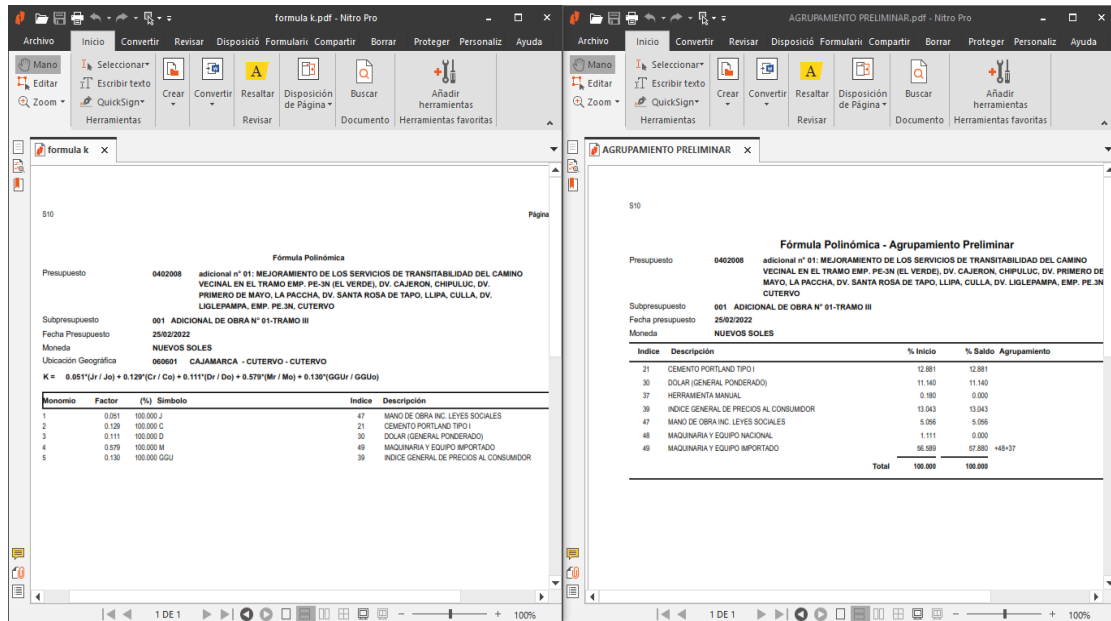 formula k.pdf - Nitro Pro
Archivo Inicio Convertir Revisar Disposició Formulario Compartir Borrar Proteger Personaliz Ayuda
Mano
Editar
Zoom
Seleccionar
Escribir texto
QuickSign
Herramientas
Crear
Convertir
Resaltar
Revisar
Disposición
de Página
Buscar
Documento
Añadir
herramientas
Herramientas favoritas
formula k x
S10 Página
Fórmula Polinómica
Presupuesto 0402008 adicional n° 01: MEJORAMIENTO DE LOS SERVICIOS DE TRANSITABILIDAD DEL CAMINO
VECINAL EN EL TRAMO EMP. PE-3N (EL VERDE), DV. CAJERON, CHIPULUC, DV.
PRIMERO DE MAYO, LA PACCHA, DV. SANTA ROSA DE TAPO, LLIPA, CULLA, DV.
LIGLEPAMPA, EMP. PE.3N, CUTERVO
Subpresupuesto 001 ADICIONAL DE OBRA N° 01-TRAMO III
Fecha Presupuesto 25/02/2022
Moneda NUEVOS SOLES
Ubicación Geográfica 060601 CAJAMARCA - CUTERVO - CUTERVO
K = 0.051*(Jr / Jo) + 0.129*(Cr / Co) + 0.111*(Dr / Do) + 0.579*(Mr / Mo) + 0.130*(GGUr / GGUo)
Monomio Factor (%) Símbolo Indice Descripción
1 0.051 100.000 J 47 MANO DE OBRA INC. LEYES SOCIALES
2 0.129 100.000 C 21 CEMENTO PORTLAND TIPO I
3 0.111 100.000 D 30 DOLAR (GENERAL PONDERADO)
4 0.579 100.000 M 49 MAQUINARIA Y EQUIPO IMPORTADO
5 0.130 100.000 GGU 39 INDICE GENERAL DE PRECIOS AL CONSUMIDOR
1 DE 1 100%
AGRUPAMIENTO PRELIMINAR.pdf - Nitro Pro
Archivo Inicio Convertir Revisar Disposició Formulari Compartir Borrar Proteger Personaliz Ayuda
Mano
Editar
Zoom
Seleccionar
Escribir texto
QuickSign
Herramientas
Crear
Convertir
Resaltar
Revisar
Disposición
de Página
Buscar
Documento
Añadir
herramientas
Herramientas favoritas
AGRUPAMIENTO PRELIMINAR x
S10
Fórmula Polinómica - Agrupamiento Preliminar
Presupuesto 0402008 adicional n° 01: MEJORAMIENTO DE LOS SERVICIOS DE TRANSITABILIDAD DEL CAMINO
VECINAL EN EL TRAMO EMP. PE-3N (EL VERDE), DV. CAJERON, CHIPULUC, DV. PRIMERO DE
MAYO, LA PACCHA, DV. SANTA ROSA DE TAPO, LLIPA, CULLA, DV. LIGLEPAMPA, EMP. PE.3N
CUTERVO
Subpresupuesto 001 ADICIONAL DE OBRA N° 01-TRAMO III
Fecha presupuesto 25/02/2022
Moneda NUEVOS SOLES
Indice Descripción % Inicio % Saldo Agrupamiento
21 CEMENTO PORTLAND TIPO I 12.881 12.881
30 DOLAR (GENERAL PONDERADO) 11.140 11.140
37 HERRAMIENTA MANUAL 0.180 0.000
39 INDICE GENERAL DE PRECIOS AL CONSUMIDOR 13.043 13.043
47 MANO DE OBRA INC. LEYES SOCIALES 5.056 5.056
48 MAQUINARIA Y EQUIPO NACIONAL 1.111 0.000
49 MAQUINARIA Y EQUIPO IMPORTADO 56.589 57.880 +48+37
Total 100.000 100.000
1 DE 1 100%